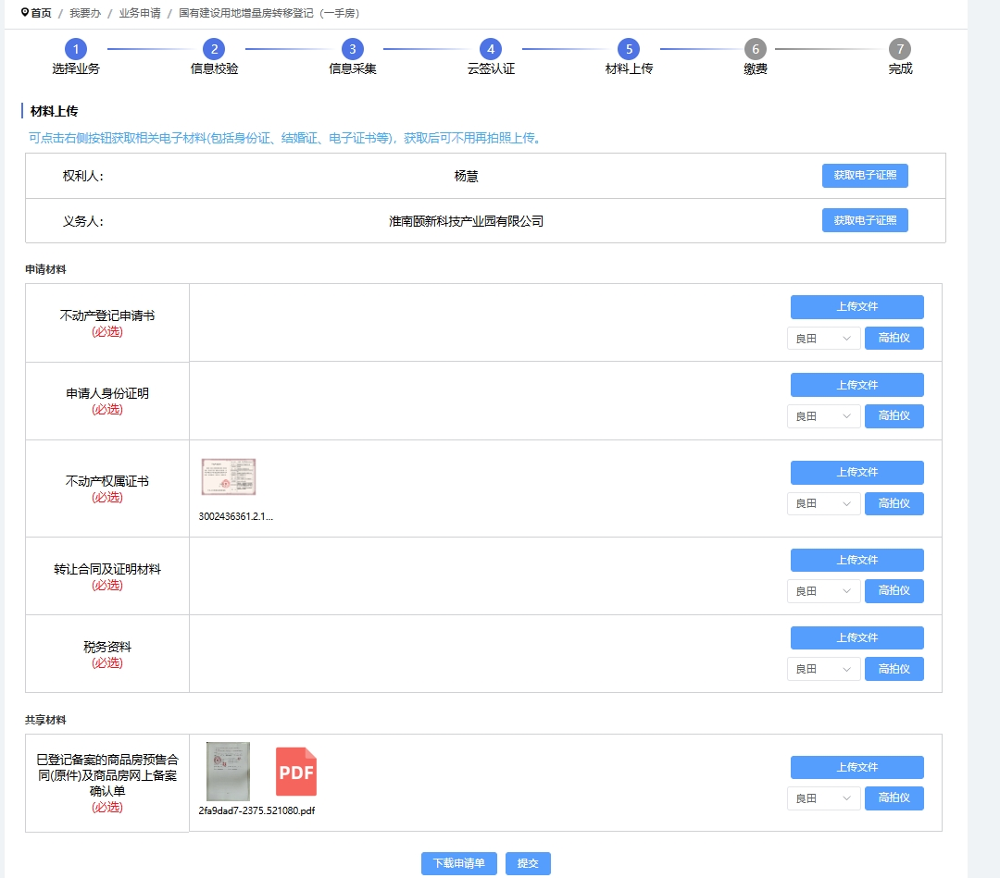 首页 / 我要办 / 业务申请 / 国有建设用地增量房转移登记（一手房）
1 2 3 4 5 6 7
选择业务 信息校验 信息采集 云签认证 材料上传 缴费 完成
材料上传
可点击右侧按钮获取相关电子材料(包括身份证、结婚证、电子证书等)，获取后可不用再拍照上传。
权利人： 杨慧 获取电子证照
义务人： 淮南颐新科技产业园有限公司 获取电子证照
申请材料
不动产登记申请书 上传文件
(必选) 良田 高拍仪
申请人身份证明 上传文件
(必选) 良田 高拍仪
不动产权属证书 上传文件
(必选) 良田 高拍仪
3002436361.2.1...
转让合同及证明材料 上传文件
(必选) 良田 高拍仪
税务资料 上传文件
(必选) 良田 高拍仪
共享材料
已登记备案的商品房预售合 上传文件
同(原件)及商品房网上备案 PDF
确认单 良田 高拍仪
(必选) 2fa9dad7-2375.521080.pdf
下载申请单 提交